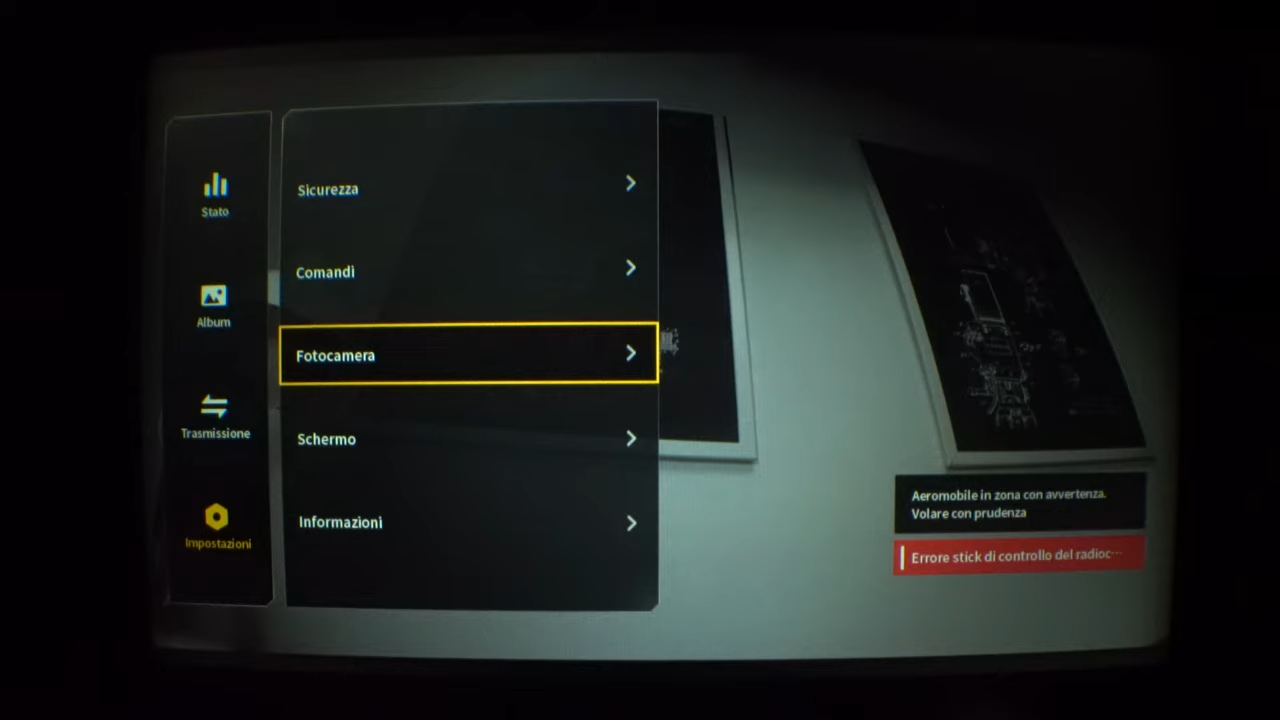 Stato
Album
Trasmissione
Impostazioni
Sicurezza
Comandi
Fotocamera
Schermo
Informazioni
Aeromobile in zona con avvertenza.
Volare con prudenza
Errore stick di controllo del radioc...